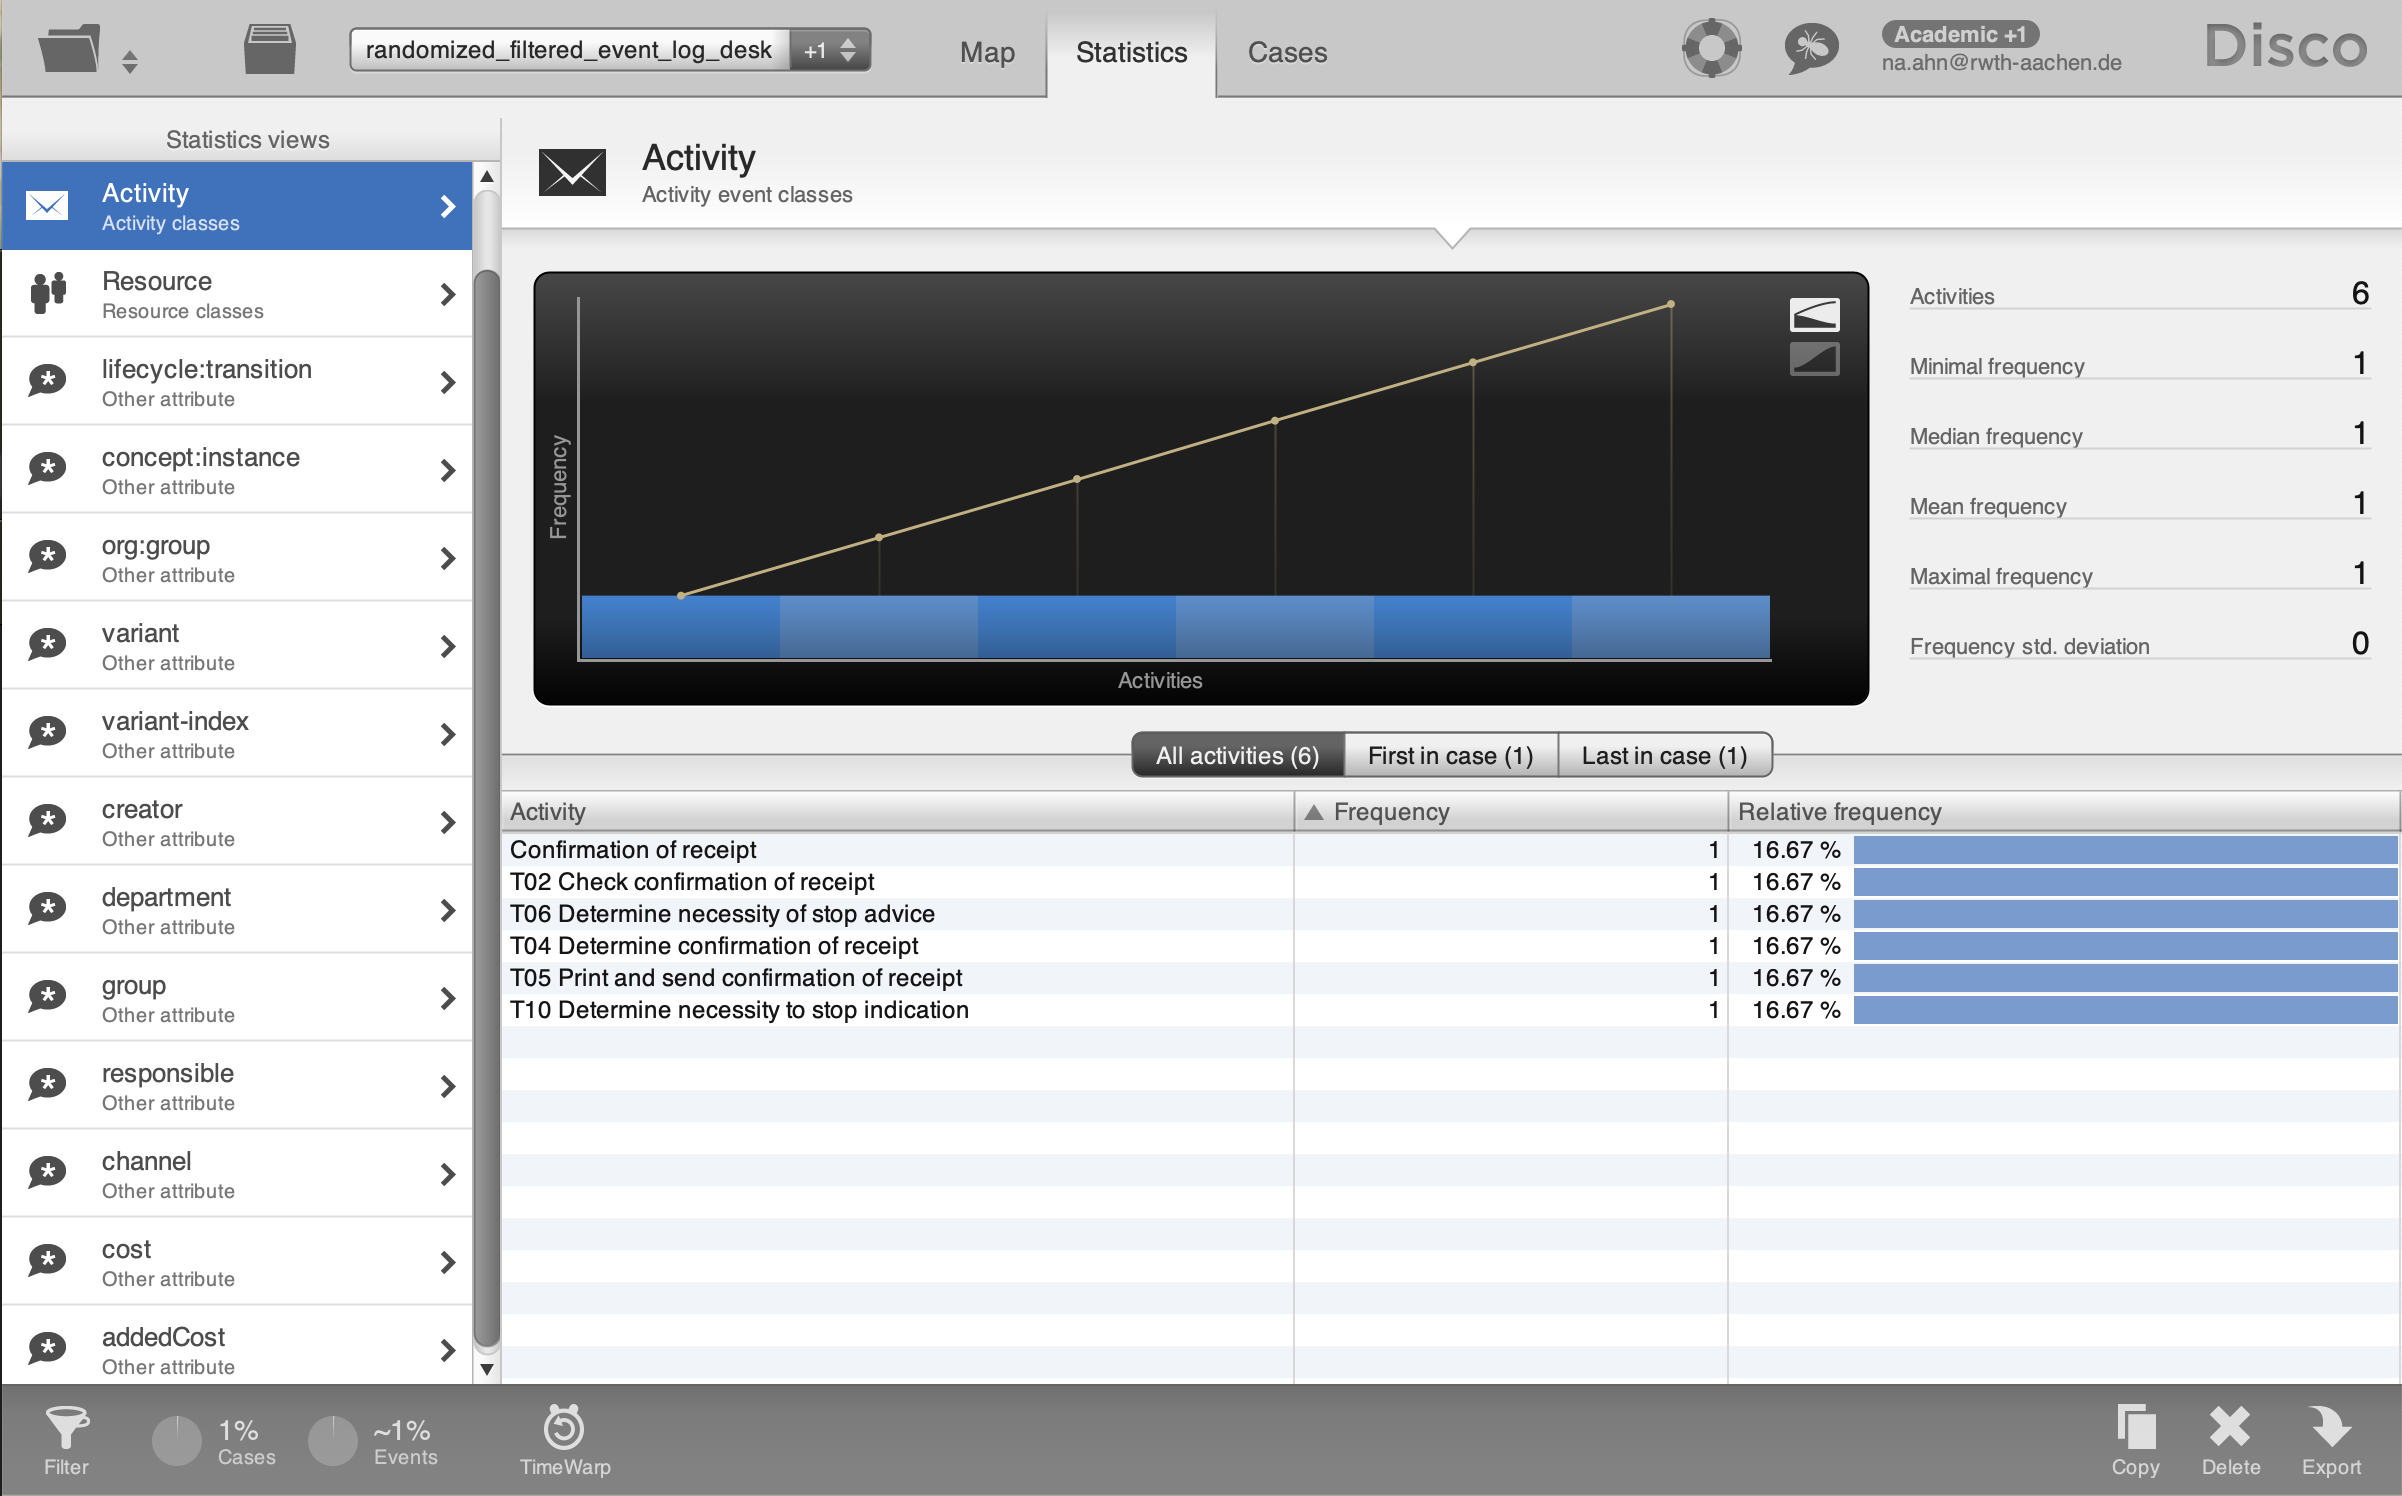 randomized_filtered_event_log_desk +1
Map Statistics Cases
Academic +1
na.ahn@rwth-aachen.de
Disco
Statistics views
Activity
Activity classes
Resource
Resource classes
lifecycle:transition
Other attribute
concept:instance
Other attribute
org:group
Other attribute
variant
Other attribute
variant-index
Other attribute
creator
Other attribute
department
Other attribute
group
Other attribute
responsible
Other attribute
channel
Other attribute
cost
Other attribute
addedCost
Other attribute
Activity
Activity event classes
Frequency
Activities
Activities 6
Minimal frequency 1
Median frequency 1
Mean frequency 1
Maximal frequency 1
Frequency std. deviation 0
All activities (6) First in case (1) Last in case (1)
Activity Frequency Relative frequency
Confirmation of receipt 1 16.67 %
T02 Check confirmation of receipt 1 16.67 %
T06 Determine necessity of stop advice 1 16.67 %
T04 Determine confirmation of receipt 1 16.67 %
T05 Print and send confirmation of receipt 1 16.67 %
T10 Determine necessity to stop indication 1 16.67 %
Filter
1%
Cases
~1%
Events
TimeWarp
Copy
Delete
Export